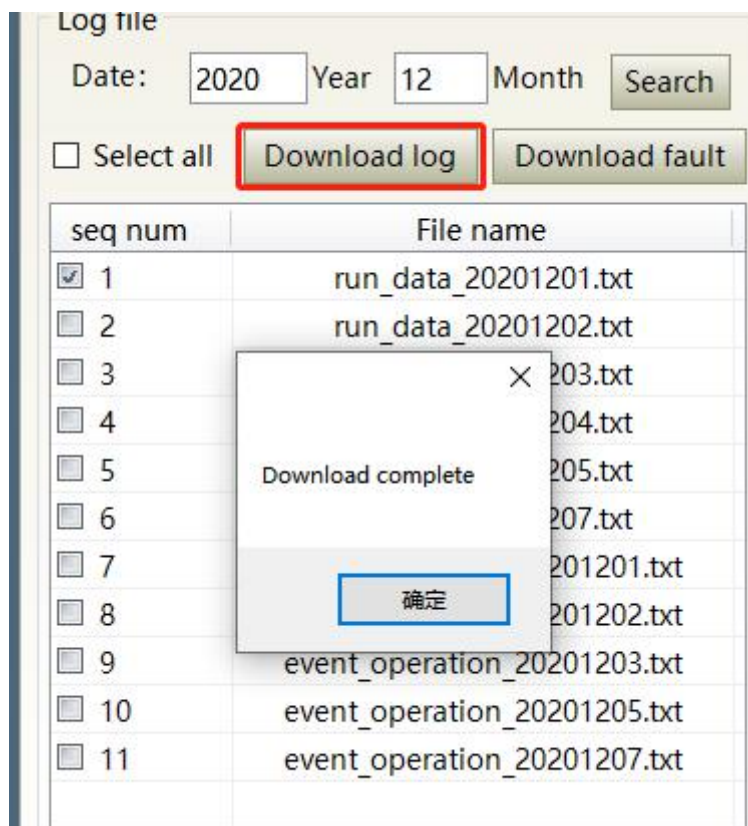 Log file
Date: 2020 Year 12 Month Search
Select all Download log Download fault
seq num File name
1 run_data_20201201.txt
2 run_data_20201202.txt
3 203.txt
4 204.txt
5 Download complete 205.txt
6 207.txt
7 201201.txt
8 确定 201202.txt
9 event_operation_20201203.txt
10 event_operation_20201205.txt
11 event_operation_20201207.txt